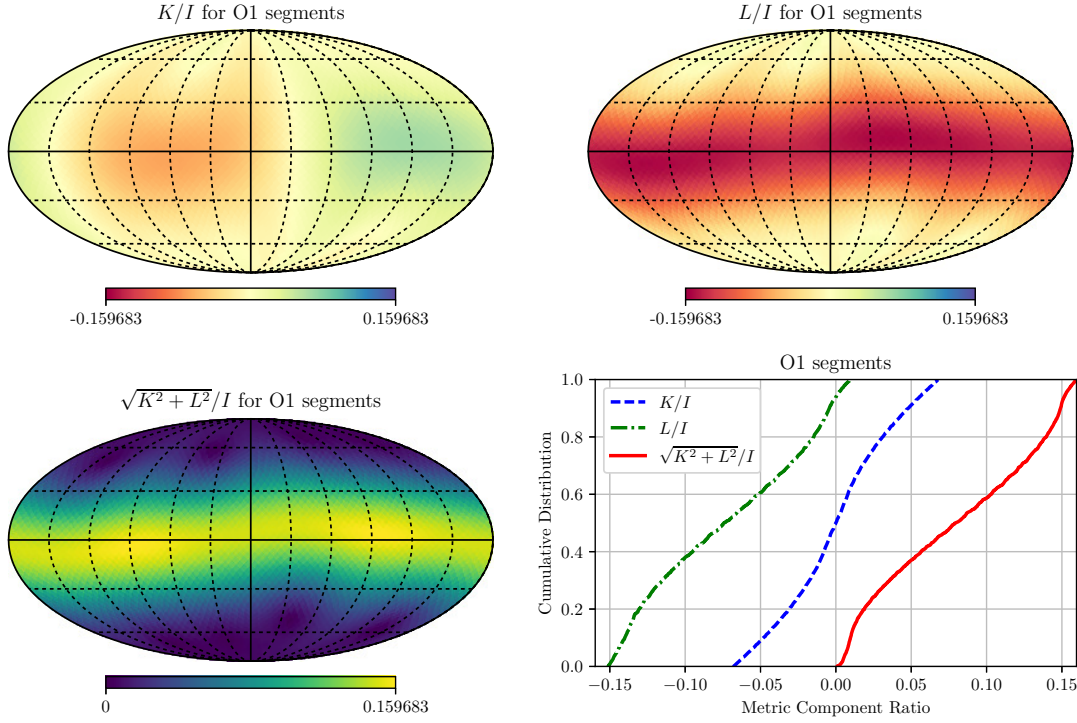 K/I for O1 segments
-0.159683 0.159683
L/I for O1 segments
-0.159683 0.159683
√K² + L²/I for O1 segments
0 0.159683
O1 segments
Cumulative Distribution
1.0
0.8
0.6
0.4
0.2
0.0
K/I
L/I
√K² + L²/I
−0.15 −0.10 −0.05 0.00 0.05 0.10 0.15
Metric Component Ratio